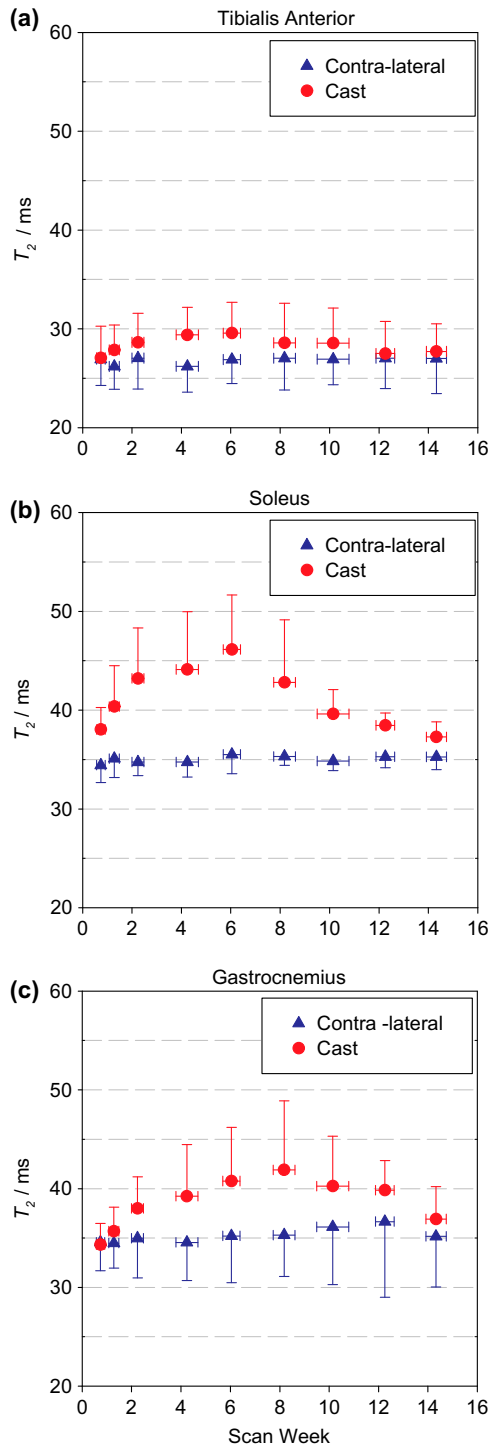 (a)
Tibialis Anterior
60
50
40
30
20
T2 / ms
Contra-lateral
Cast
0 2 4 6 8 10 12 14 16
(b)
Soleus
60
50
40
30
20
T2 / ms
Contra-lateral
Cast
0 2 4 6 8 10 12 14 16
(c)
Gastrocnemius
60
50
40
30
20
T2 / ms
Contra -lateral
Cast
0 2 4 6 8 10 12 14 16
Scan Week